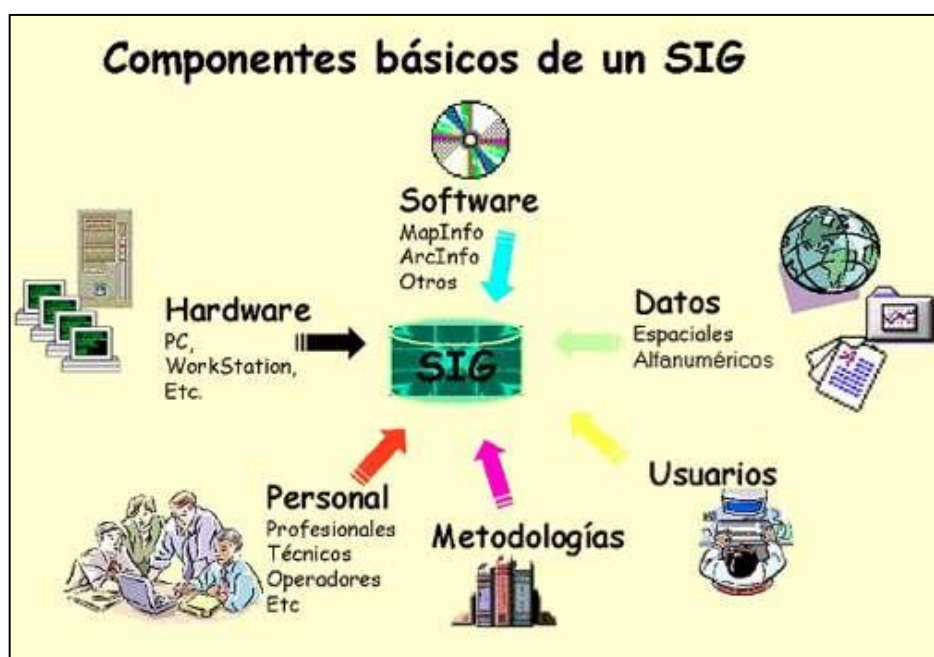 Componentes básicos de un SIG
Software
MapInfo
ArcInfo
Otros
Hardware
PC,
WorkStation,
Etc.
SIG
Datos
Espaciales
Alfanuméricos
Personal
Profesionales
Técnicos
Operadores
Etc
Metodologías
Usuarios